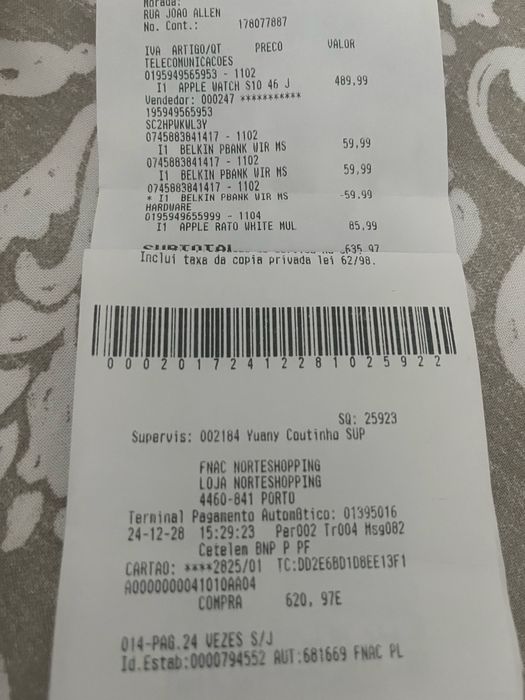 Morada:
RUA JOAO ALLEN
No. Cont.: 178077887
IVA ARTIGO/QT PRECO VALOR
TELECOMUNICACOES
0195949565953 - 1102
I1 APPLE WATCH S10 46 J 489,99
Vendedor: 000247 ***********
195949565953
SC2HPWKWL3Y
0745883841417 - 1102
I1 BELKIN PBANK WIR MS 59,99
0745883841417 - 1102
I1 BELKIN PBANK WIR MS 59,99
0745883841417 - 1102
* I1 BELKIN PBANK WIR MS -59,99
HARDWARE
0195949655999 - 1104
I1 APPLE RATO WHITE MUL 85,99
SUBTOTAL 635,97
Inclui taxa da copia privada lei 62/98.
00020172412281025922
SQ: 25923
Supervis: 002184 Yuany Coutinho SUP
FNAC NORTESHOPPING
LOJA NORTESHOPPING
4460-841 PORTO
Terminal Pagamento Automático: 01395016
24-12-28 15:29:23 Per002 Tr004 Msg082
Cetelem BNP P PF
CARTAO: ****2825/01 TC:DD2E6BD1D8EE13F1
A0000000041010AA04
COMPRA 620, 97E
014-PAG.24 VEZES S/J
Id.Estab:0000794552 AUT:681669 FNAC PL